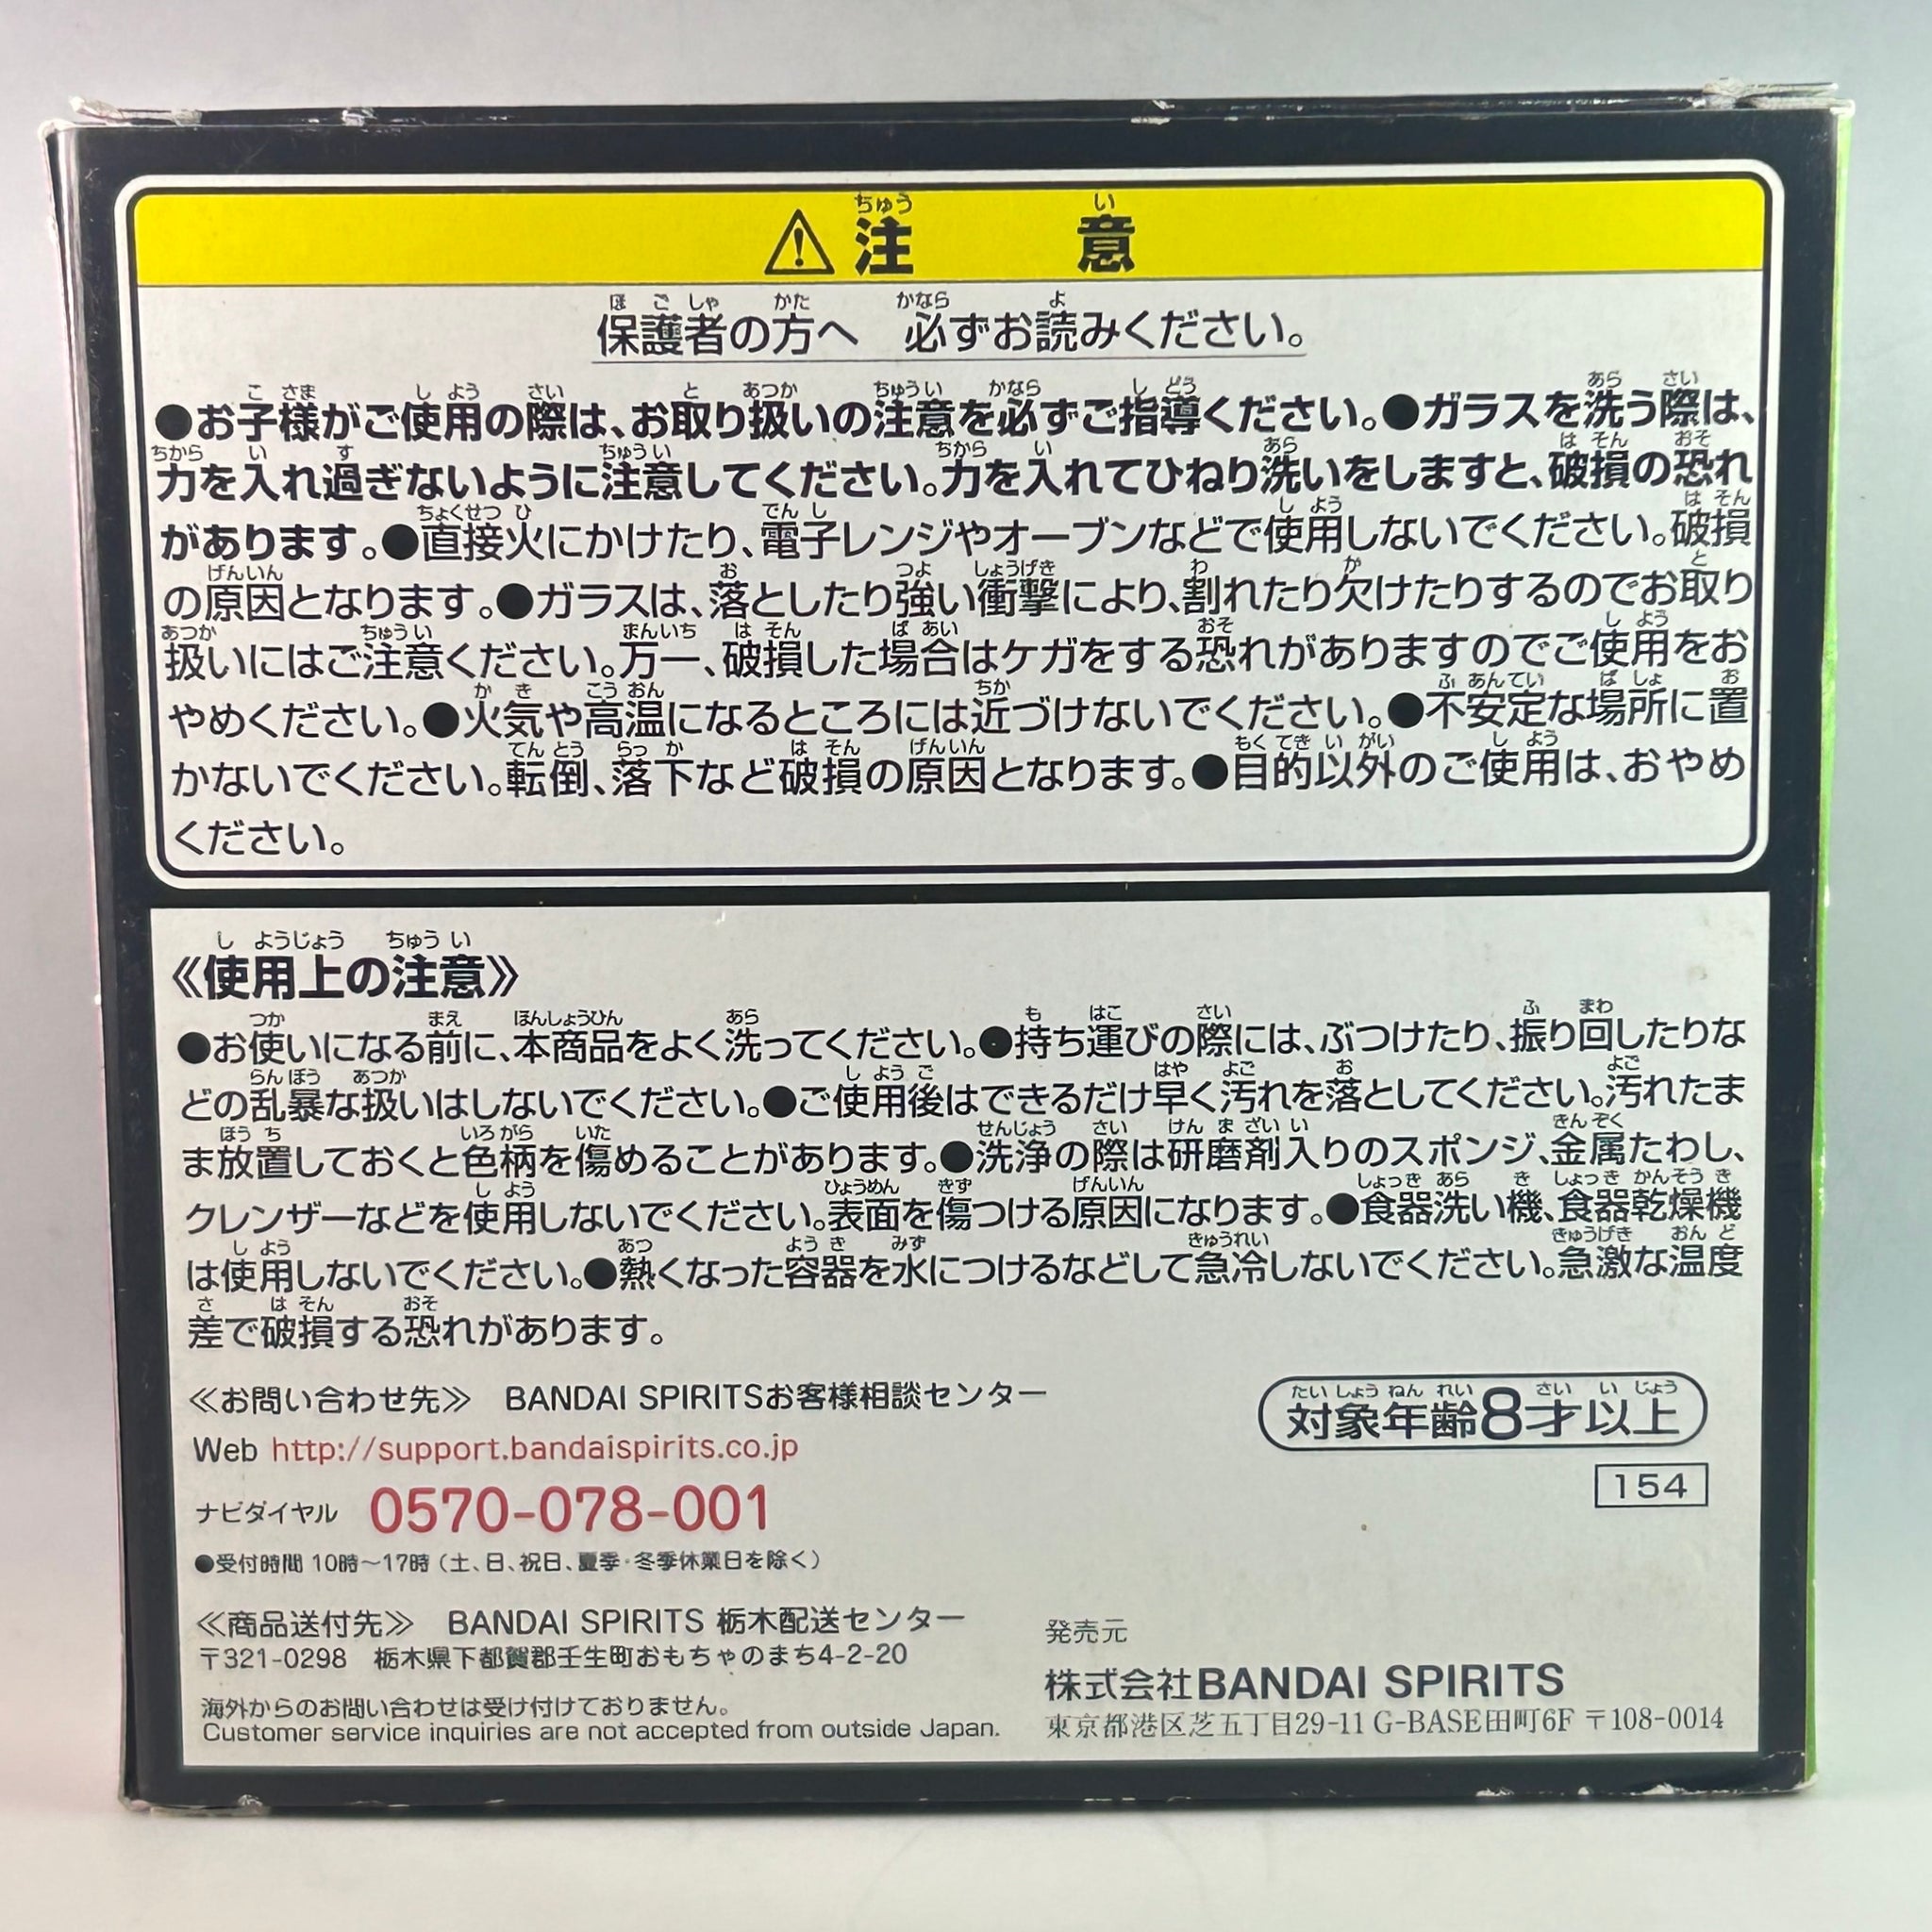 ⚠注意
保護者の方へ 必ずお読みください。
●お子様がご使用の際は、お取り扱いの注意を必ずご指導ください。●ガラスを洗う際は、
力を入れ過ぎないように注意してください。力を入れてひねり洗いをしますと、破損の恐れ
があります。●直接火にかけたり、電子レンジやオーブンなどで使用しないでください。破損
の原因となります。●ガラスは、落としたり強い衝撃により、割れたり欠けたりするのでお取り
扱いにはご注意ください。万一、破損した場合はケガをする恐れがありますのでご使用をお
やめください。●火気や高温になるところには近づけないでください。●不安定な場所に置
かないでください。転倒、落下など破損の原因となります。●目的以外のご使用は、おやめ
ください。
《使用上の注意》
●お使いになる前に、本商品をよく洗ってください。●持ち運びの際には、ぶつけたり、振り回したりな
どの乱暴な扱いはしないでください。●ご使用後はできるだけ早く汚れを落としてください。汚れたま
ま放置しておくと色柄を傷めることがあります。●洗浄の際は研磨剤入りのスポンジ、金属たわし、
クレンザーなどを使用しないでください。表面を傷つける原因になります。●食器洗い機、食器乾燥機
は使用しないでください。●熱くなった容器を水につけるなどして急冷しないでください。急激な温度
差で破損する恐れがあります。
≪お問い合わせ先≫ BANDAI SPIRITSお客様相談センター
Web http://support.bandaispirits.co.jp
ナビダイヤル 0570-078-001
●受付時間 10時〜17時（土、日、祝日、夏季・冬季休業日を除く）
対象年齢8才以上
154
≪商品送付先≫ BANDAI SPIRITS 栃木配送センター
〒321-0298 栃木県下都賀郡壬生町おもちゃのまち4-2-20
海外からのお問い合わせは受け付けておりません。
Customer service inquiries are not accepted from outside Japan.
発売元
株式会社BANDAI SPIRITS
東京都港区芝五丁目29-11 G-BASE田町6F 〒108-0014